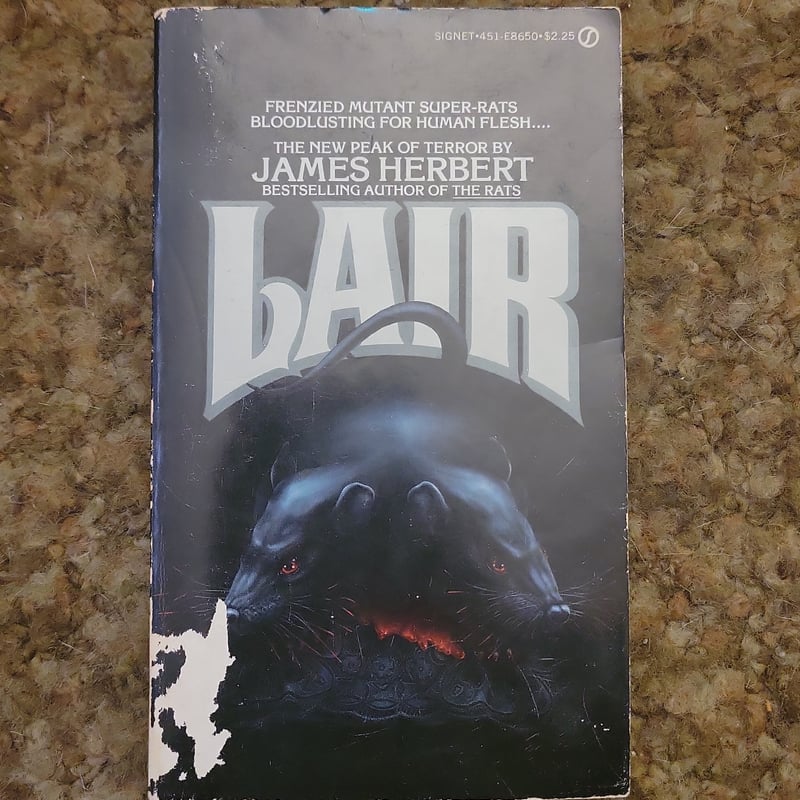 SIGNET•451-E8650•$2.25
FRENZIED MUTANT SUPER-RATS
BLOODLUSTING FOR HUMAN FLESH....
THE NEW PEAK OF TERROR BY
JAMES HERBERT
BESTSELLING AUTHOR OF THE RATS
LAIR